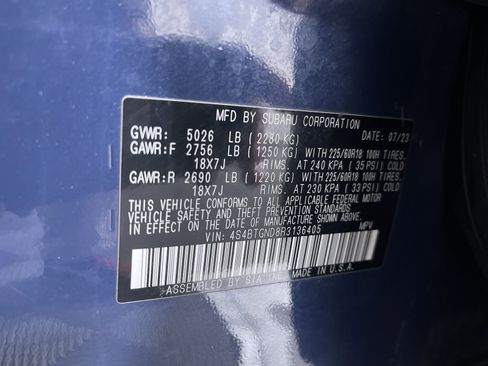 MFD BY SUBARU CORPORATION DATE: 07/23
GVWR: 5026 LB (2280 KG)
GAWR:F 2756 LB (1250 KG) WITH 225/60R18 100H TIRES.
18X7J RIMS. AT 240 KPA (35 PSI) COLD
GAWR:R 2690 LB (1220 KG) WITH 225/60R18 100H TIRES.
18X7J RIMS. AT 230 KPA (33 PSI) COLD
THIS VEHICLE CONFORMS TO ALL APPLICABLE FEDERAL MOTOR
VEHICLE SAFETY AND THEFT PREVENTION STANDARDS
IN EFFECT ON THE DATE OF MANUFACTURE SHOWN ABOVE.
VIN: 4S4BTGND8R3136405 MPV
ASSEMBLED BY SIA MADE IN U.S.A.